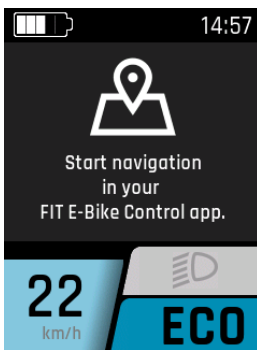 14:57
Start navigation
in your
FIT E-Bike Control app.
22
km/h
ECO